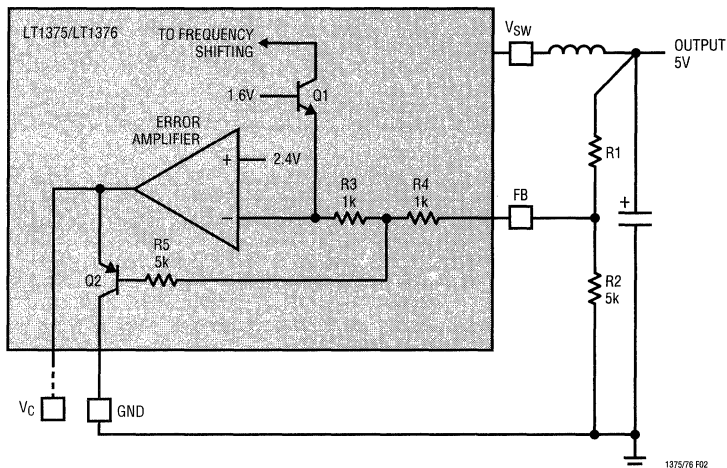 LT1375/LT1376
TO FREQUENCY
SHIFTING
V_SW
OUTPUT
5V
1.6V
Q1
ERROR
AMPLIFIER
+
2.4V
–
R3
1k
R4
1k
FB
R1
+
R5
5k
Q2
R2
5k
V_C
GND
1375/76 F02